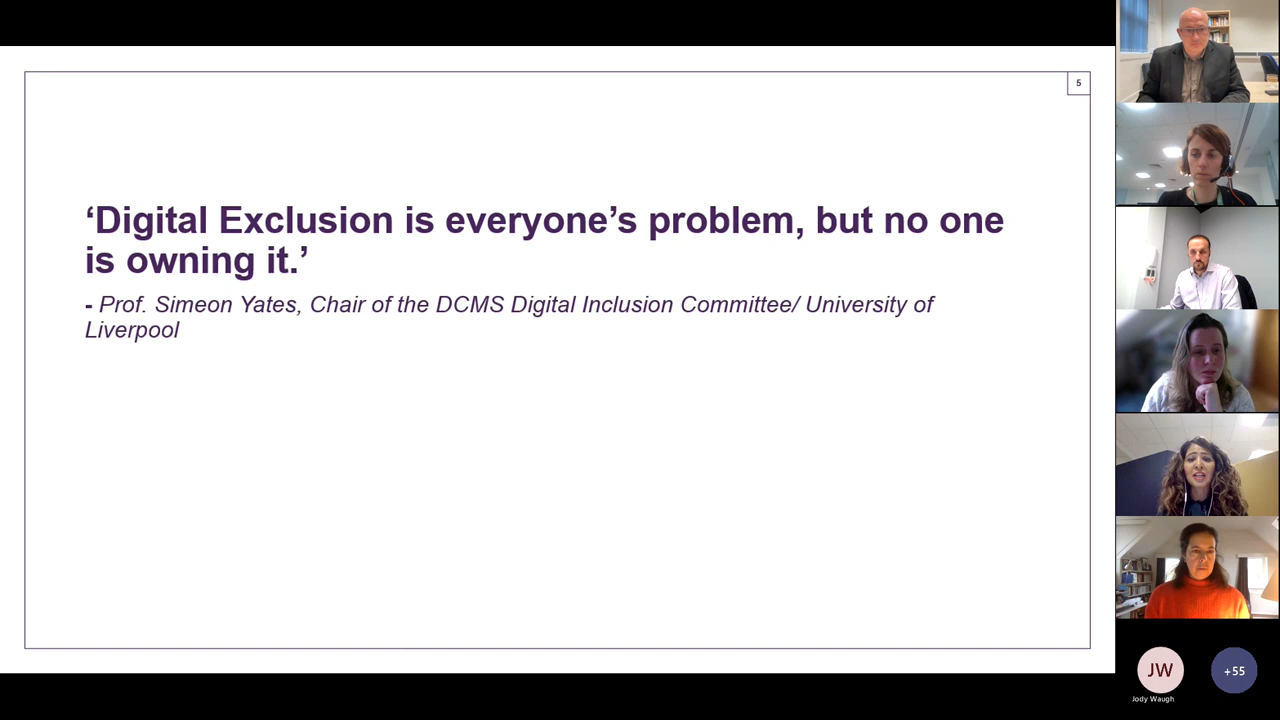 5
‘Digital Exclusion is everyone’s problem, but no one
is owning it.’
- Prof. Simeon Yates, Chair of the DCMS Digital Inclusion Committee/ University of
Liverpool
JW
+55
Jody Waugh